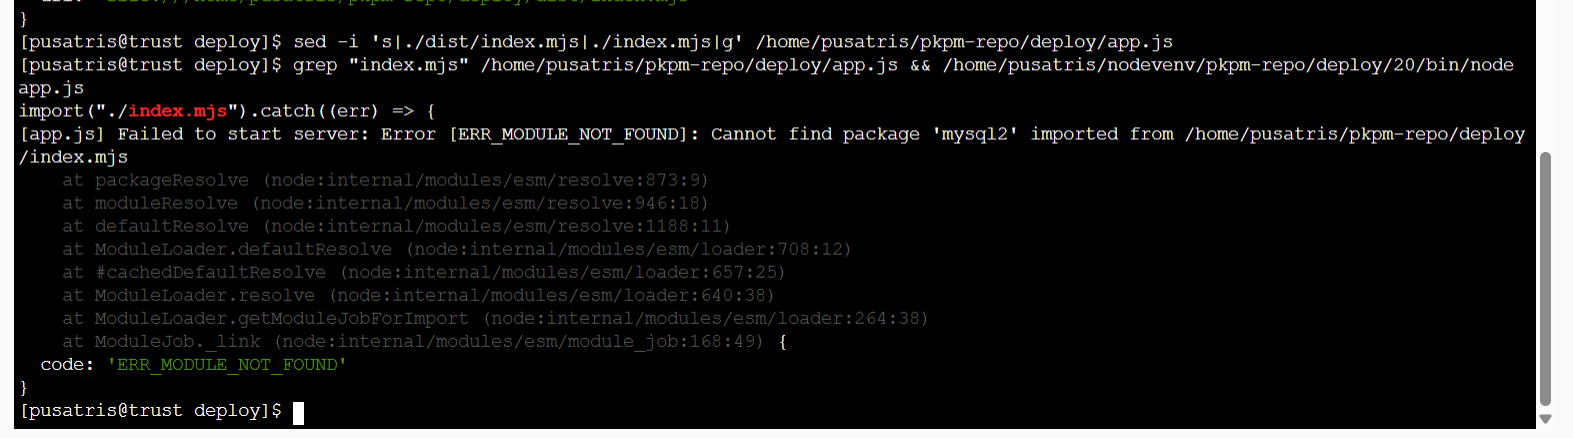 }
[pusatris@trust deploy]$ sed -i 's|./dist/index.mjs|./index.mjs|g' /home/pusatris/pkpm-repo/deploy/app.js
[pusatris@trust deploy]$ grep "index.mjs" /home/pusatris/pkpm-repo/deploy/app.js && /home/pusatris/nodevenv/pkpm-repo/deploy/20/bin/node
app.js
import("./index.mjs").catch((err) => {
[app.js] Failed to start server: Error [ERR_MODULE_NOT_FOUND]: Cannot find package 'mysql2' imported from /home/pusatris/pkpm-repo/deploy
/index.mjs
    at packageResolve (node:internal/modules/esm/resolve:873:9)
    at moduleResolve (node:internal/modules/esm/resolve:946:18)
    at defaultResolve (node:internal/modules/esm/resolve:1188:11)
    at ModuleLoader.defaultResolve (node:internal/modules/esm/loader:708:12)
    at #cachedDefaultResolve (node:internal/modules/esm/loader:657:25)
    at ModuleLoader.resolve (node:internal/modules/esm/loader:640:38)
    at ModuleLoader.getModuleJobForImport (node:internal/modules/esm/loader:264:38)
    at ModuleJob._link (node:internal/modules/esm/module_job:168:49) {
  code: 'ERR_MODULE_NOT_FOUND'
}
[pusatris@trust deploy]$